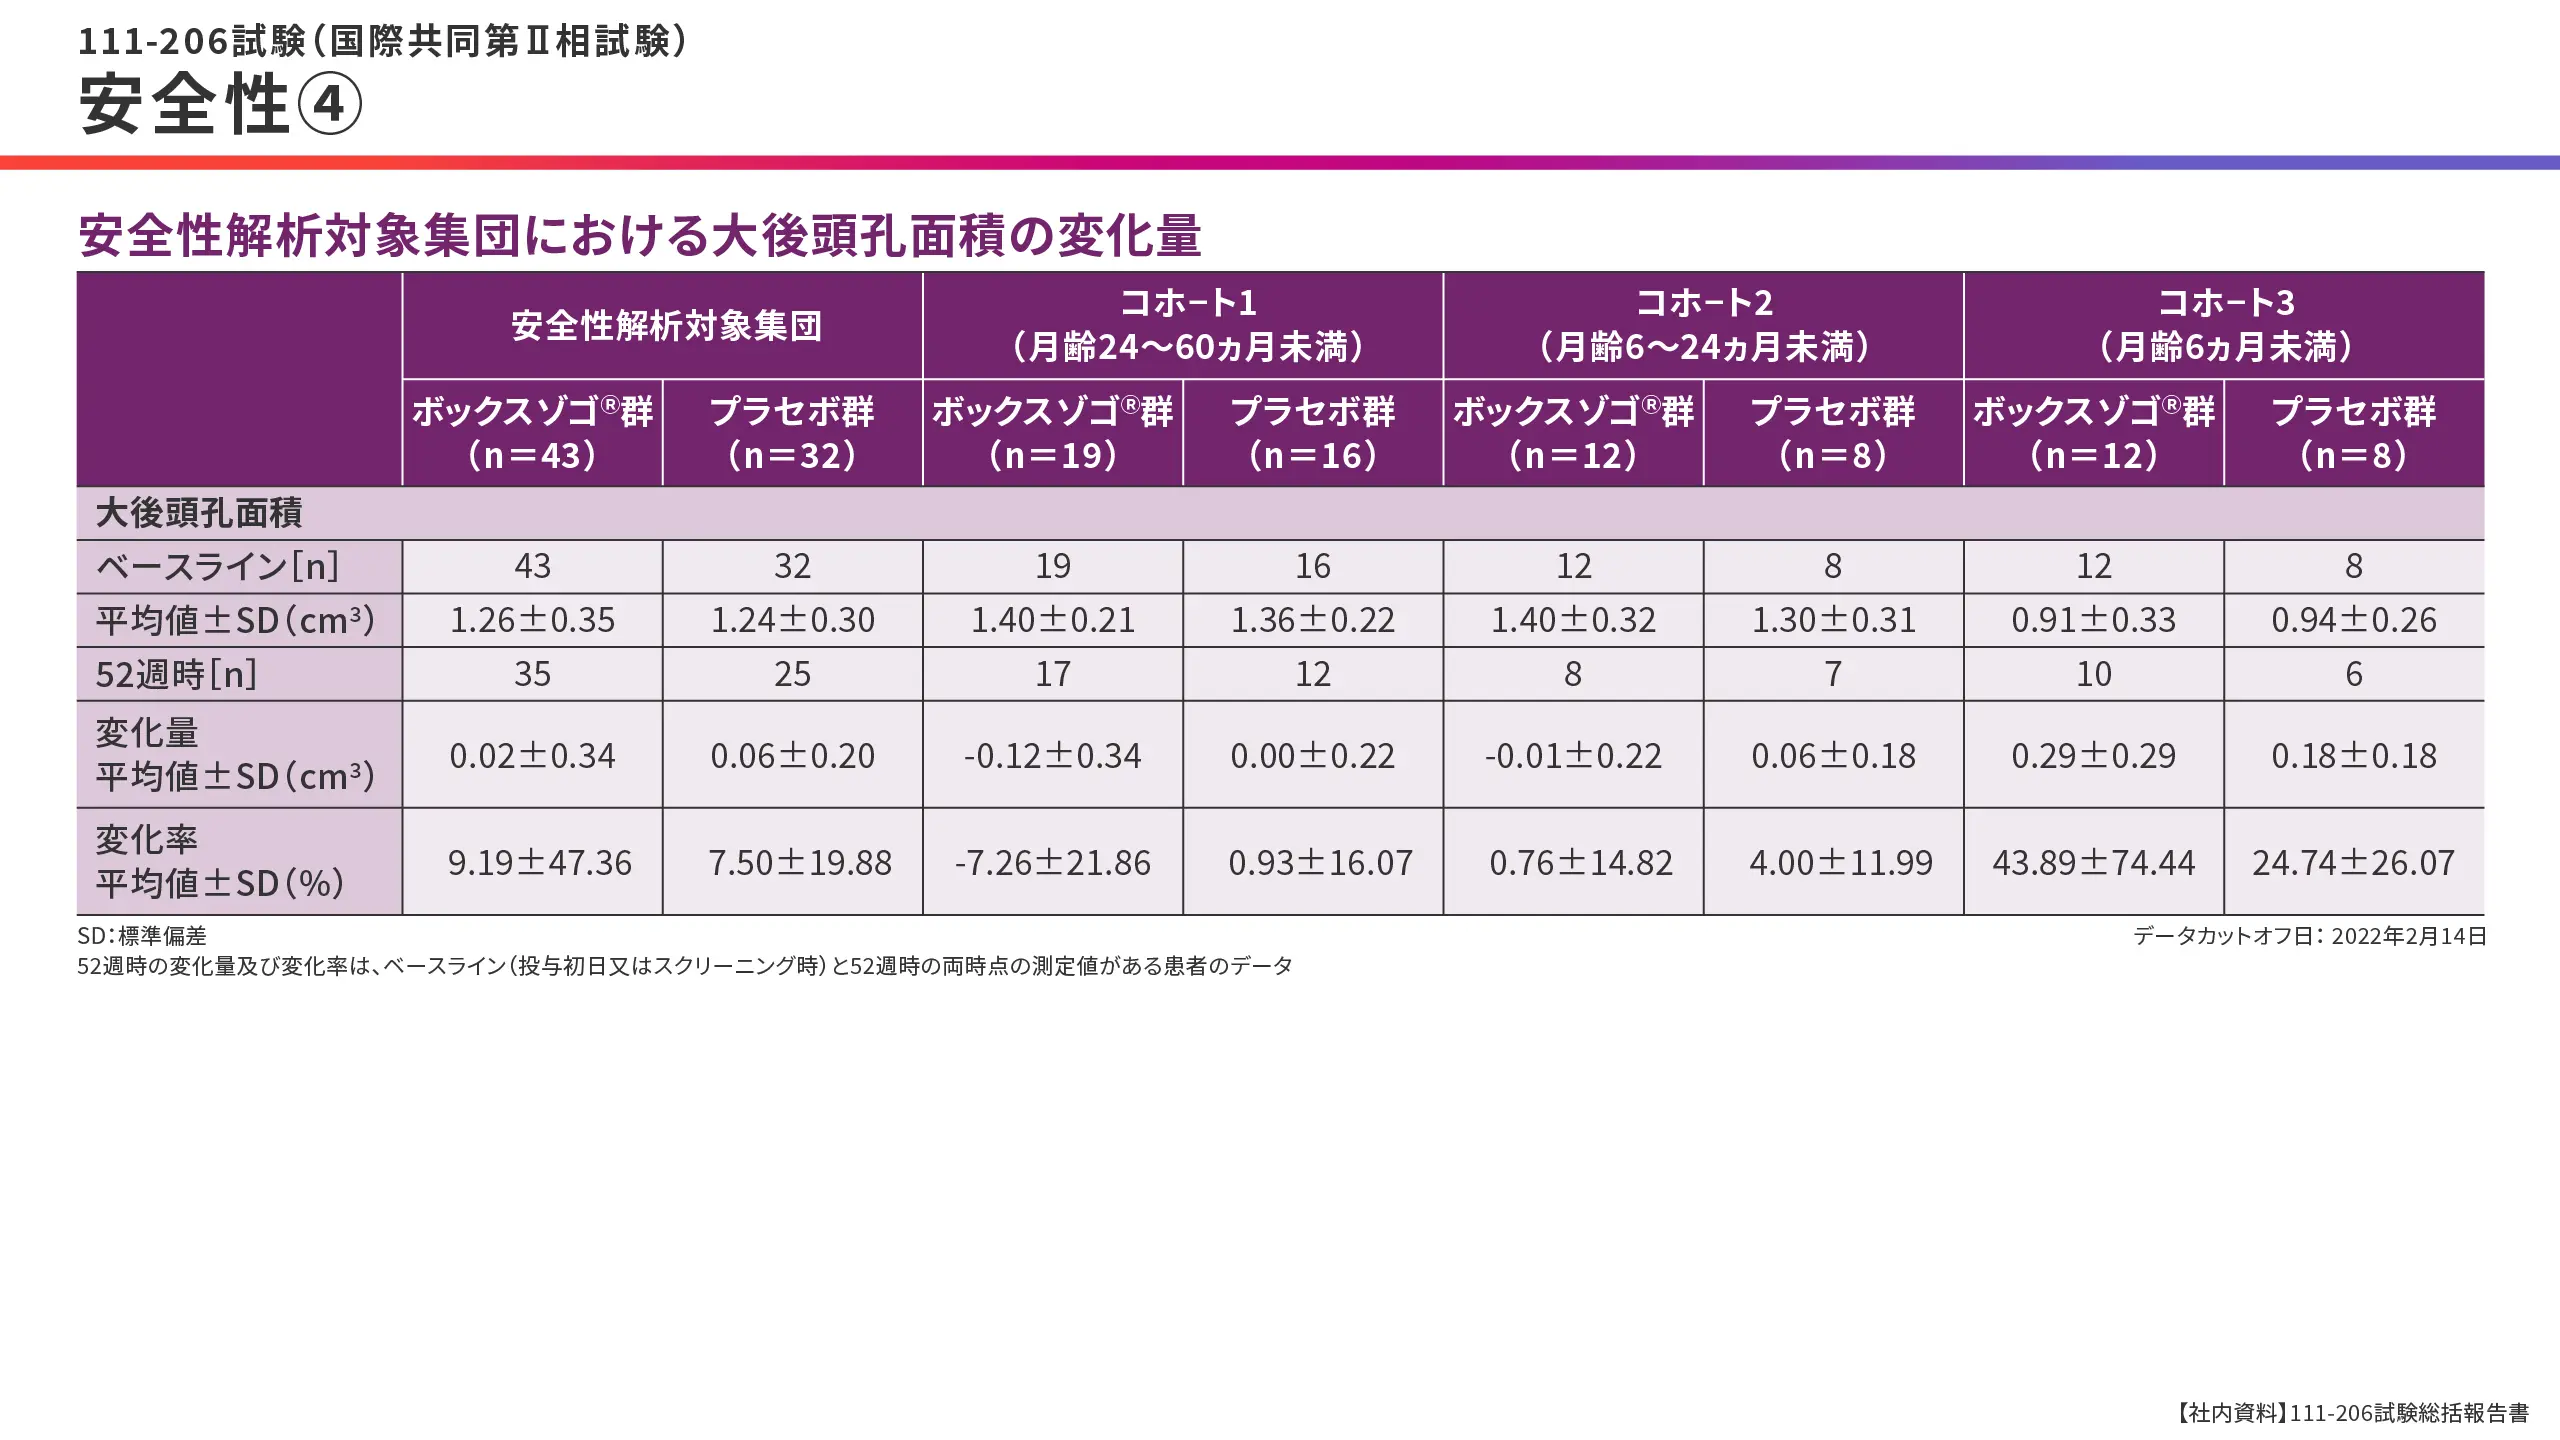 111-206試験（国際共同第Ⅱ相試験）
安全性④
安全性解析対象集団における大後頭孔面積の変化量
安全性解析対象集団 コホート1（月齢24～60ヵ月未満） コホート2（月齢6～24ヵ月未満） コホート3（月齢6ヵ月未満）
ボックスゾゴ®群（n＝43） プラセボ群（n＝32） ボックスゾゴ®群（n＝19） プラセボ群（n＝16） ボックスゾゴ®群（n＝12） プラセボ群（n＝8） ボックスゾゴ®群（n＝12） プラセボ群（n＝8）
大後頭孔面積
ベースライン［n］ 43 32 19 16 12 8 12 8
平均値±SD（cm³） 1.26±0.35 1.24±0.30 1.40±0.21 1.36±0.22 1.40±0.32 1.30±0.31 0.91±0.33 0.94±0.26
52週時［n］ 35 25 17 12 8 7 10 6
変化量
平均値±SD（cm³） 0.02±0.34 0.06±0.20 -0.12±0.34 0.00±0.22 -0.01±0.22 0.06±0.18 0.29±0.29 0.18±0.18
変化率
平均値±SD（%） 9.19±47.36 7.50±19.88 -7.26±21.86 0.93±16.07 0.76±14.82 4.00±11.99 43.89±74.44 24.74±26.07
SD：標準偏差
データカットオフ日： 2022年2月14日
52週時の変化量及び変化率は、ベースライン（投与初日又はスクリーニング時）と52週時の両時点の測定値がある患者のデータ
【社内資料】111-206試験総括報告書